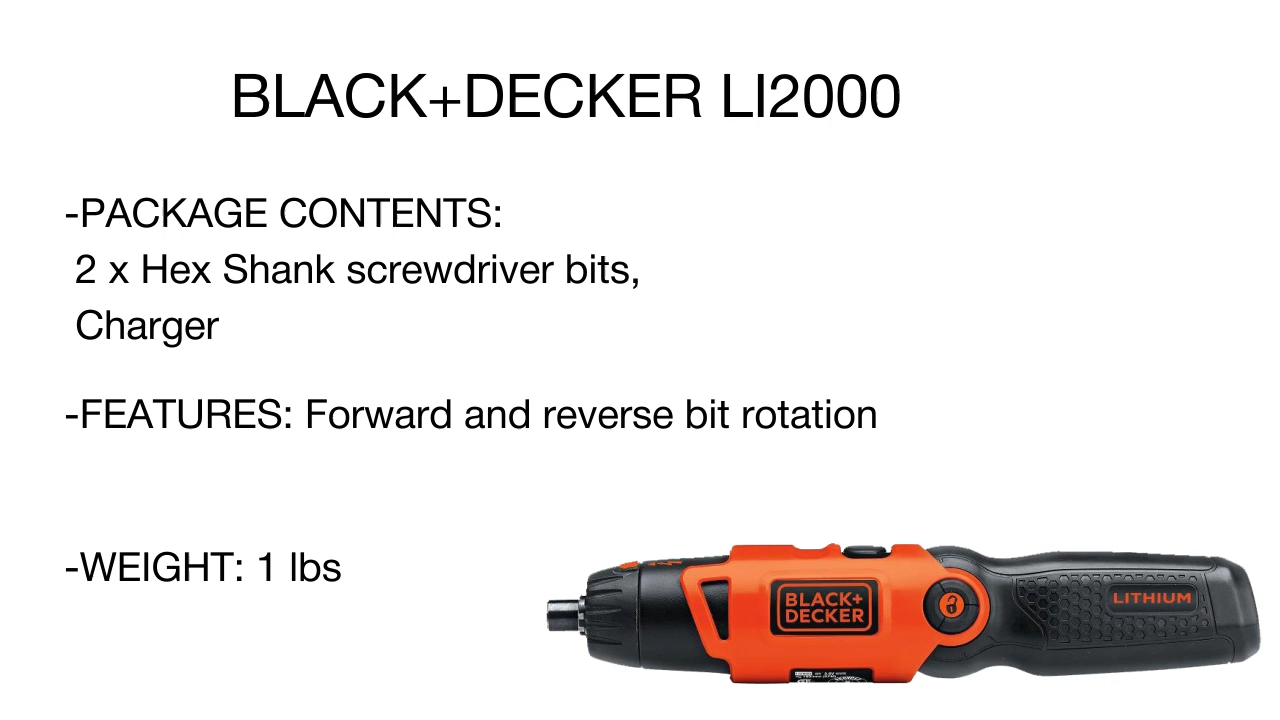 BLACK+DECKER LI2000
-PACKAGE CONTENTS:
2 x Hex Shank screwdriver bits,
Charger
-FEATURES: Forward and reverse bit rotation
-WEIGHT: 1 lbs
BLACK+
DECKER
LITHIUM